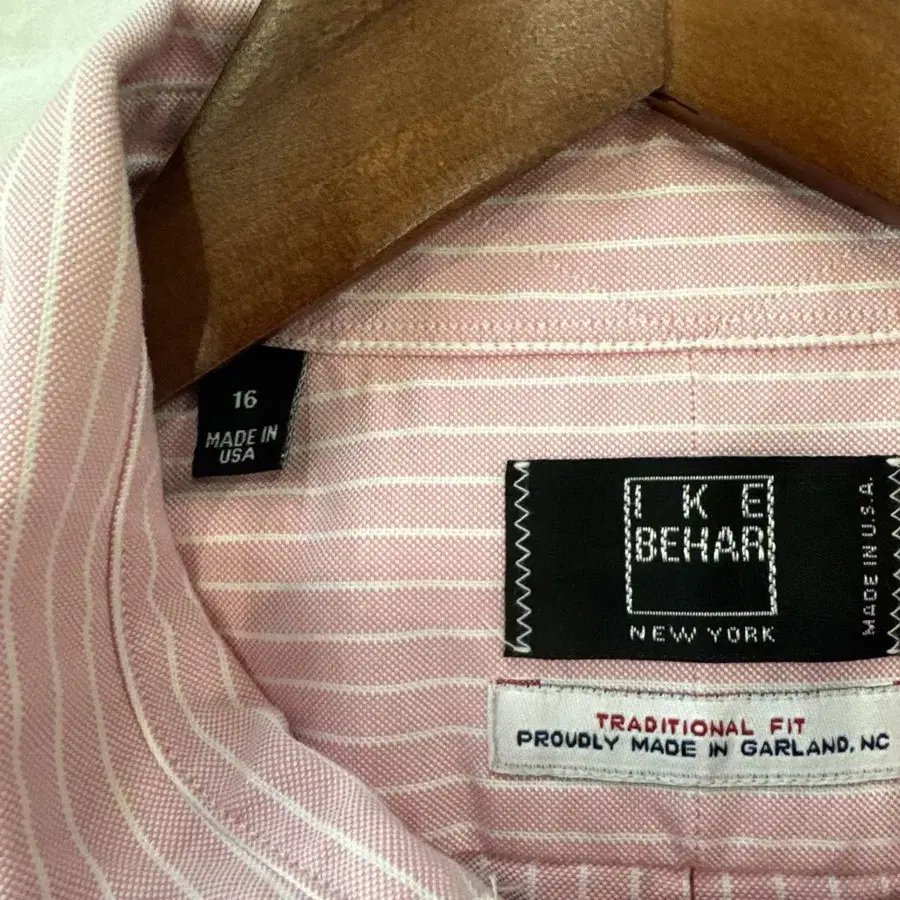 16
MADE IN
USA
IKE
BEHAR
NEW YORK
MADE IN U.S.A.
TRADITIONAL FIT
PROUDLY MADE IN GARLAND, NC